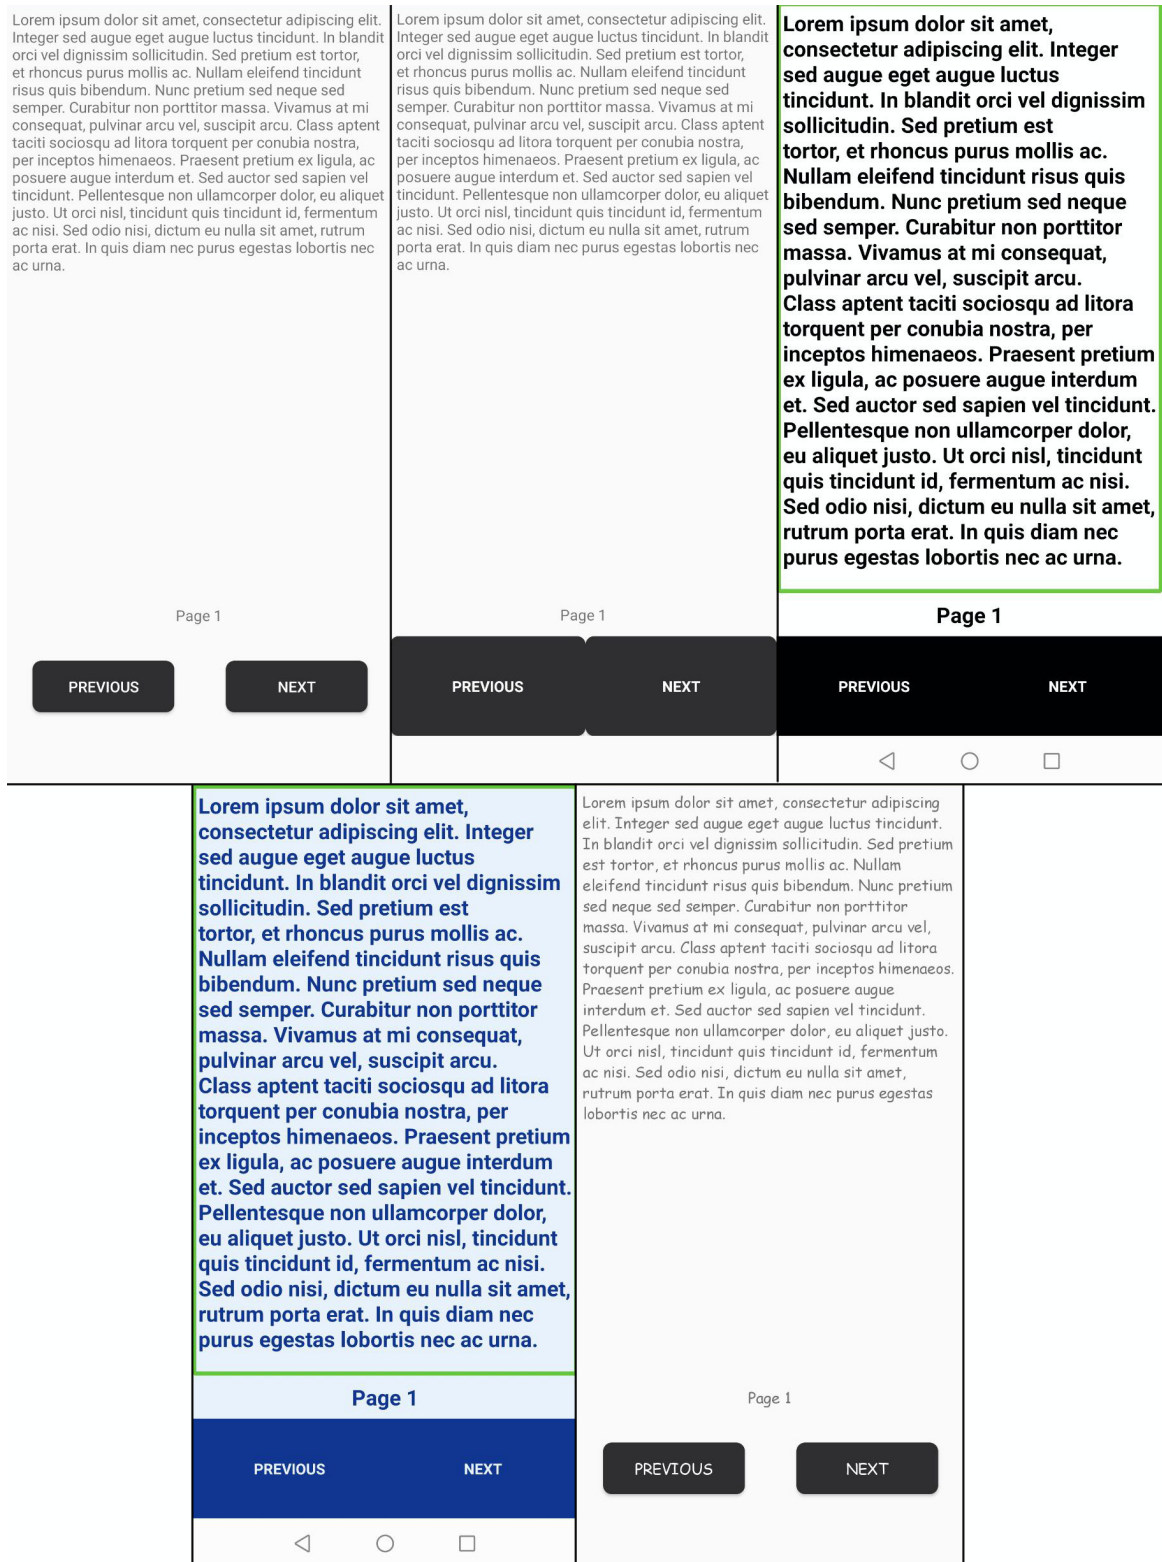 Lorem ipsum dolor sit amet, consectetur adipiscing elit.
Integer sed augue eget augue luctus tincidunt. In blandit
orci vel dignissim sollicitudin. Sed pretium est tortor,
et rhoncus purus mollis ac. Nullam eleifend tincidunt
risus quis bibendum. Nunc pretium sed neque sed
semper. Curabitur non porttitor massa. Vivamus at mi
consequat, pulvinar arcu vel, suscipit arcu. Class aptent
taciti sociosqu ad litora torquent per conubia nostra,
per inceptos himenaeos. Praesent pretium ex ligula, ac
posuere augue interdum et. Sed auctor sed sapien vel
tincidunt. Pellentesque non ullamcorper dolor, eu aliquet
justo. Ut orci nisl, tincidunt quis tincidunt id, fermentum
ac nisi. Sed odio nisi, dictum eu nulla sit amet, rutrum
porta erat. In quis diam nec purus egestas lobortis nec
ac urna.
Page 1
PREVIOUS
NEXT
Lorem ipsum dolor sit amet, consectetur adipiscing elit.
Integer sed augue eget augue luctus tincidunt. In blandit
orci vel dignissim sollicitudin. Sed pretium est tortor,
et rhoncus purus mollis ac. Nullam eleifend tincidunt
risus quis bibendum. Nunc pretium sed neque sed
semper. Curabitur non porttitor massa. Vivamus at mi
consequat, pulvinar arcu vel, suscipit arcu. Class aptent
taciti sociosqu ad litora torquent per conubia nostra,
per inceptos himenaeos. Praesent pretium ex ligula, ac
posuere augue interdum et. Sed auctor sed sapien vel
tincidunt. Pellentesque non ullamcorper dolor, eu aliquet
justo. Ut orci nisl, tincidunt quis tincidunt id, fermentum
ac nisi. Sed odio nisi, dictum eu nulla sit amet, rutrum
porta erat. In quis diam nec purus egestas lobortis nec
ac urna.
Page 1
PREVIOUS
NEXT
Lorem ipsum dolor sit amet,
consectetur adipiscing elit. Integer
sed augue eget augue luctus
tincidunt. In blandit orci vel dignissim
sollicitudin. Sed pretium est
tortor, et rhoncus purus mollis ac.
Nullam eleifend tincidunt risus quis
bibendum. Nunc pretium sed neque
sed semper. Curabitur non porttitor
massa. Vivamus at mi consequat,
pulvinar arcu vel, suscipit arcu.
Class aptent taciti sociosqu ad litora
torquent per conubia nostra, per
inceptos himenaeos. Praesent pretium
ex ligula, ac posuere augue interdum
et. Sed auctor sed sapien vel tincidunt.
Pellentesque non ullamcorper dolor,
eu aliquet justo. Ut orci nisl, tincidunt
quis tincidunt id, fermentum ac nisi.
Sed odio nisi, dictum eu nulla sit amet,
rutrum porta erat. In quis diam nec
purus egestas lobortis nec ac urna.
Page 1
PREVIOUS
NEXT
Lorem ipsum dolor sit amet,
consectetur adipiscing elit. Integer
sed augue eget augue luctus
tincidunt. In blandit orci vel dignissim
sollicitudin. Sed pretium est
tortor, et rhoncus purus mollis ac.
Nullam eleifend tincidunt risus quis
bibendum. Nunc pretium sed neque
sed semper. Curabitur non porttitor
massa. Vivamus at mi consequat,
pulvinar arcu vel, suscipit arcu.
Class aptent taciti sociosqu ad litora
torquent per conubia nostra, per
inceptos himenaeos. Praesent pretium
ex ligula, ac posuere augue interdum
et. Sed auctor sed sapien vel tincidunt.
Pellentesque non ullamcorper dolor,
eu aliquet justo. Ut orci nisl, tincidunt
quis tincidunt id, fermentum ac nisi.
Sed odio nisi, dictum eu nulla sit amet,
rutrum porta erat. In quis diam nec
purus egestas lobortis nec ac urna.
Page 1
PREVIOUS
NEXT
Lorem ipsum dolor sit amet, consectetur adipiscing
elit. Integer sed augue eget augue luctus tincidunt.
In blandit orci vel dignissim sollicitudin. Sed pretium
est tortor, et rhoncus purus mollis ac. Nullam
eleifend tincidunt risus quis bibendum. Nunc pretium
sed neque sed semper. Curabitur non porttitor
massa. Vivamus at mi consequat, pulvinar arcu vel,
suscipit arcu. Class aptent taciti sociosqu ad litora
torquent per conubia nostra, per inceptos himenaeos.
Praesent pretium ex ligula, ac posuere augue
interdum et. Sed auctor sed sapien vel tincidunt.
Pellentesque non ullamcorper dolor, eu aliquet justo.
Ut orci nisl, tincidunt quis tincidunt id, fermentum
ac nisi. Sed odio nisi, dictum eu nulla sit amet,
rutrum porta erat. In quis diam nec purus egestas
lobortis nec ac urna.
Page 1
PREVIOUS
NEXT